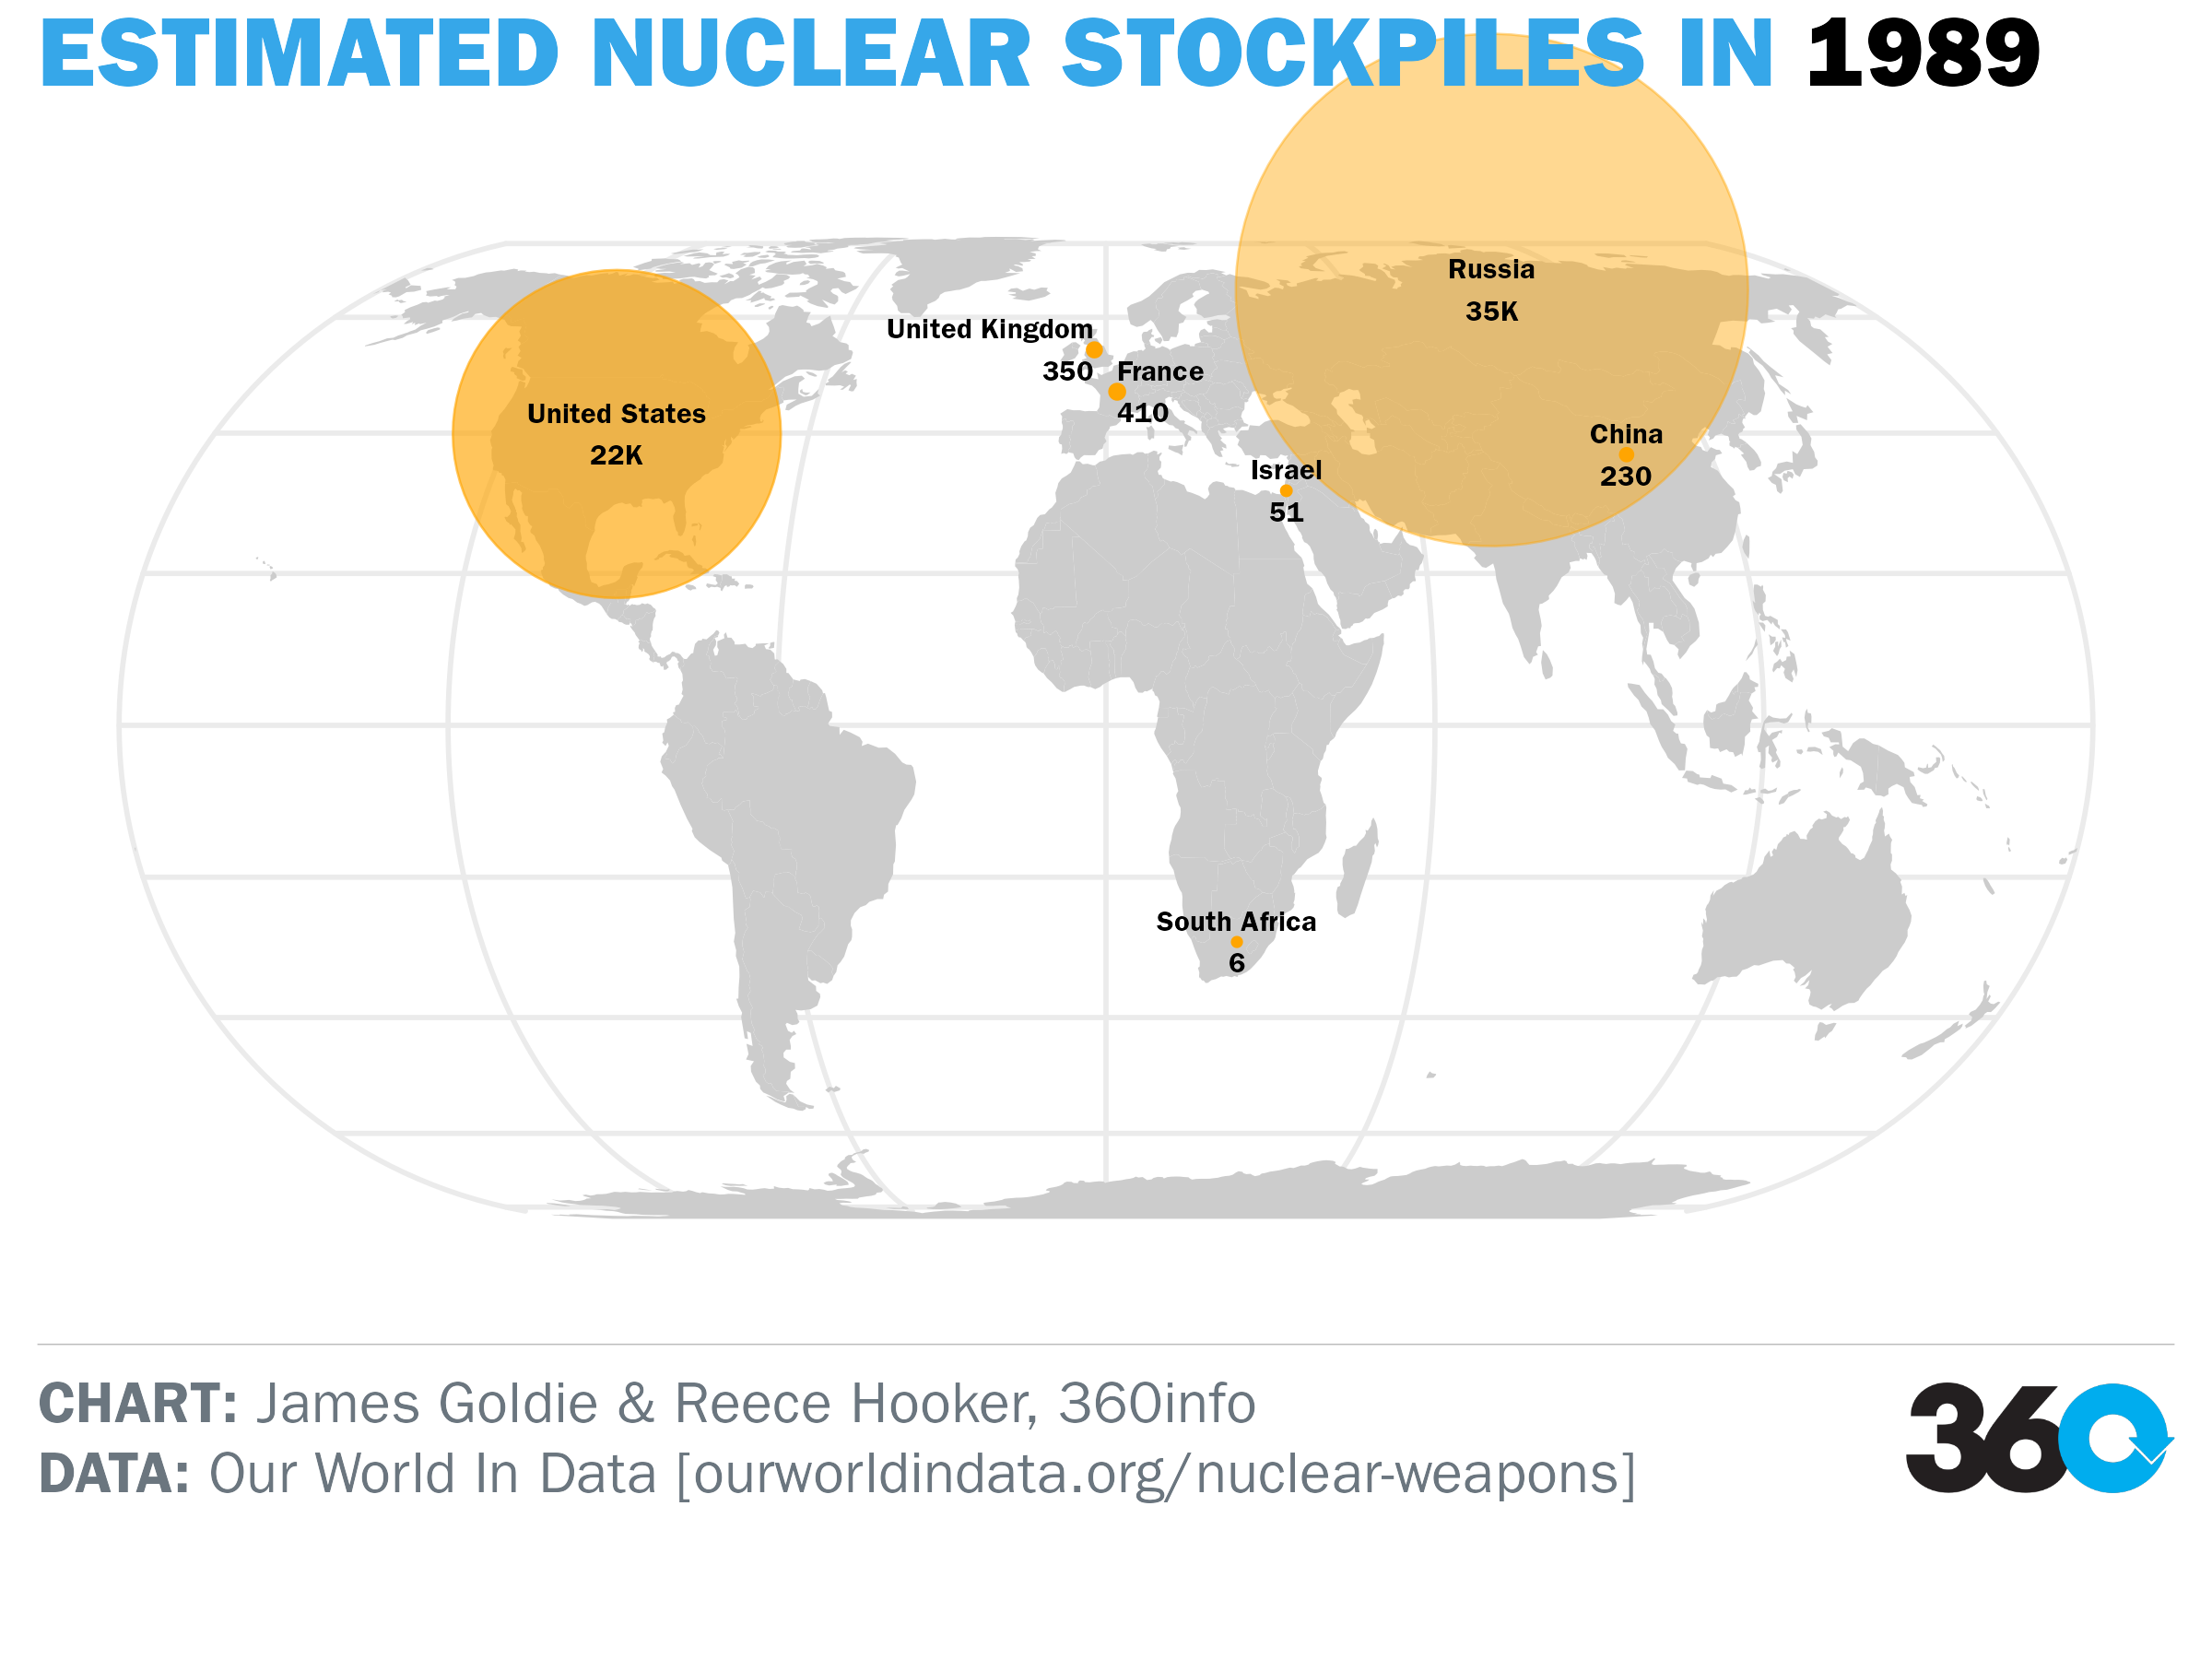 ESTIMATED NUCLEAR STOCKPILES IN 1989
Russia
35K
United Kingdom
350
France
410
United States
22K
China
230
Israel
51
South Africa
6
CHART: James Goldie & Reece Hooker, 360info
DATA: Our World In Data [ourworldindata.org/nuclear-weapons]
360